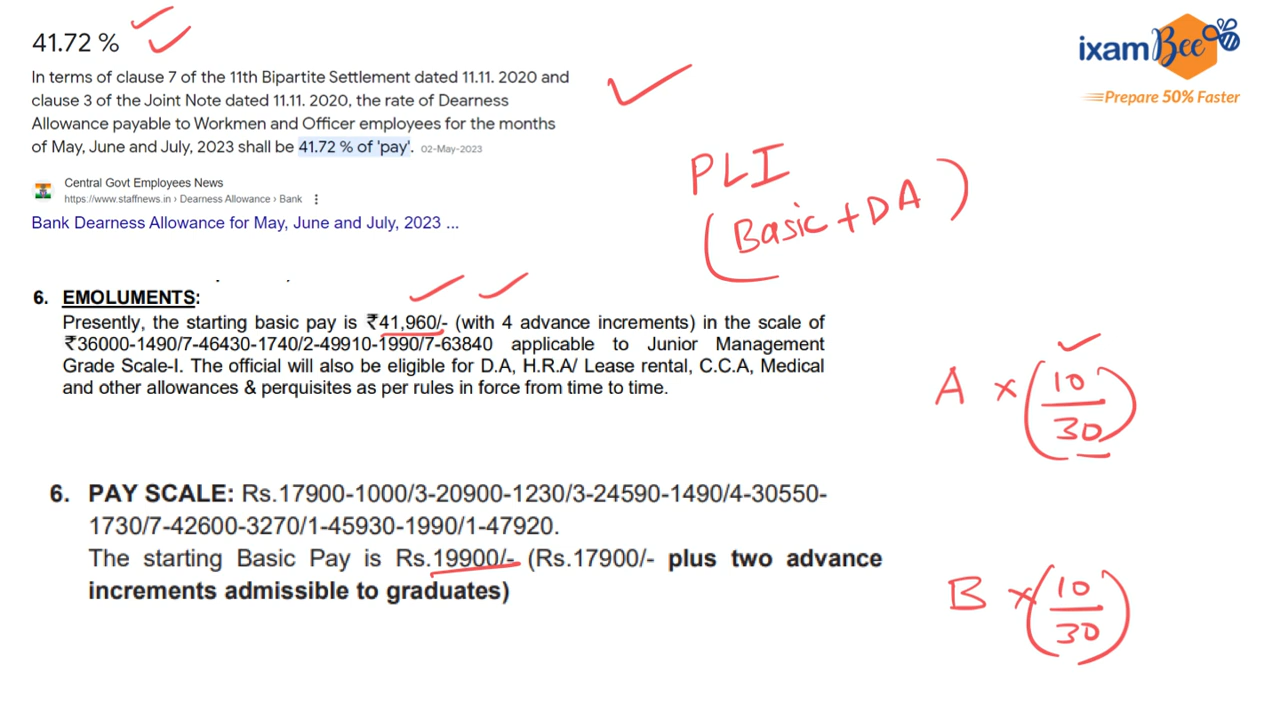 41.72 %
In terms of clause 7 of the 11th Bipartite Settlement dated 11.11. 2020 and
clause 3 of the Joint Note dated 11.11. 2020, the rate of Dearness
Allowance payable to Workmen and Officer employees for the months
of May, June and July, 2023 shall be 41.72 % of 'pay'. 02-May-2023
Central Govt Employees News
https://www.staffnews.in › Dearness Allowance › Bank
Bank Dearness Allowance for May, June and July, 2023 ...
ixamBee
Prepare 50% Faster
PLI
(Basic + DA)
6. EMOLUMENTS:
Presently, the starting basic pay is ₹41,960/- (with 4 advance increments) in the scale of
₹36000-1490/7-46430-1740/2-49910-1990/7-63840 applicable to Junior Management
Grade Scale-I. The official will also be eligible for D.A, H.R.A/ Lease rental, C.C.A, Medical
and other allowances & perquisites as per rules in force from time to time.
A × (10/30)
6. PAY SCALE: Rs.17900-1000/3-20900-1230/3-24590-1490/4-30550-
1730/7-42600-3270/1-45930-1990/1-47920.
The starting Basic Pay is Rs.19900/- (Rs.17900/- plus two advance
increments admissible to graduates)
B × (10/30)